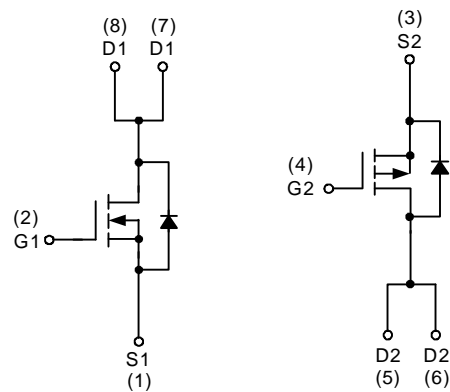 (8) (7)
D1 D1
(2)
G1
S1
(1)
(3)
S2
(4)
G2
D2 D2
(5) (6)